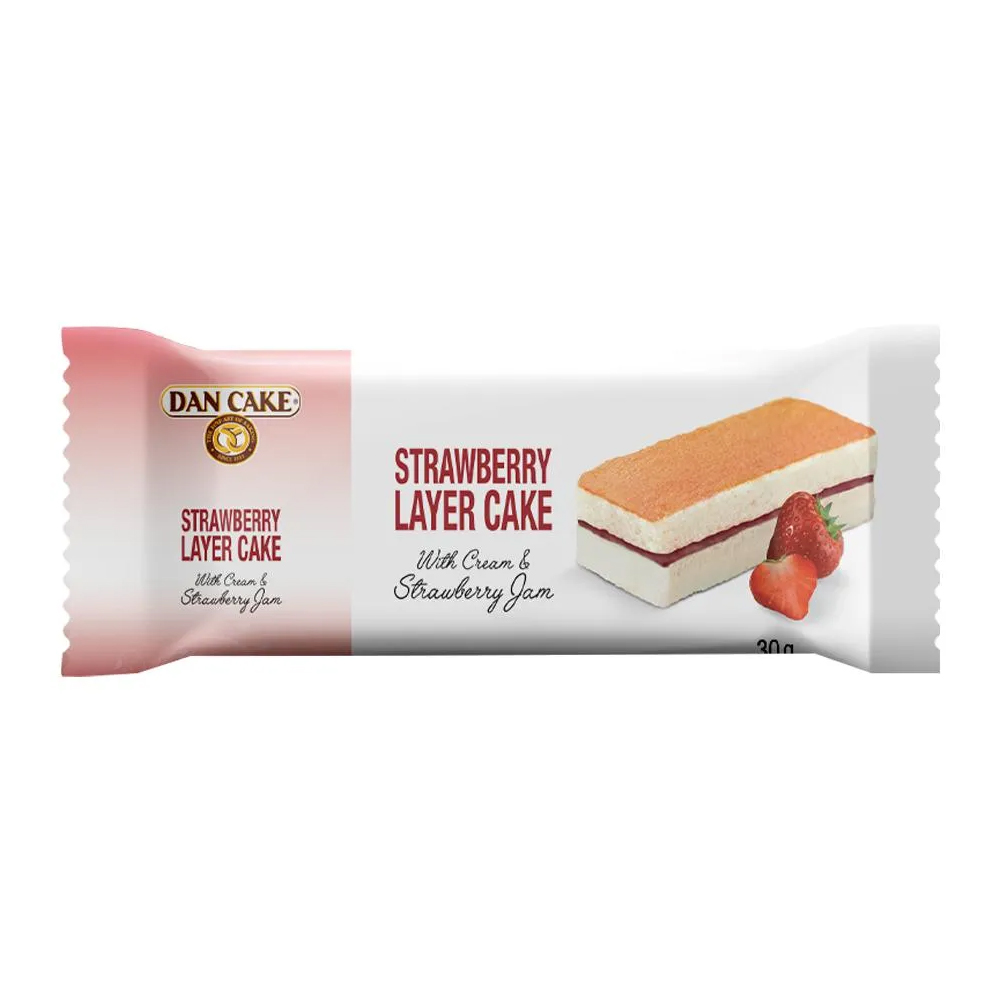 DAN CAKE®
STRAWBERRY
LAYER CAKE
With Cream &
Strawberry Jam
STRAWBERRY
LAYER CAKE
With Cream &
Strawberry Jam
30 g